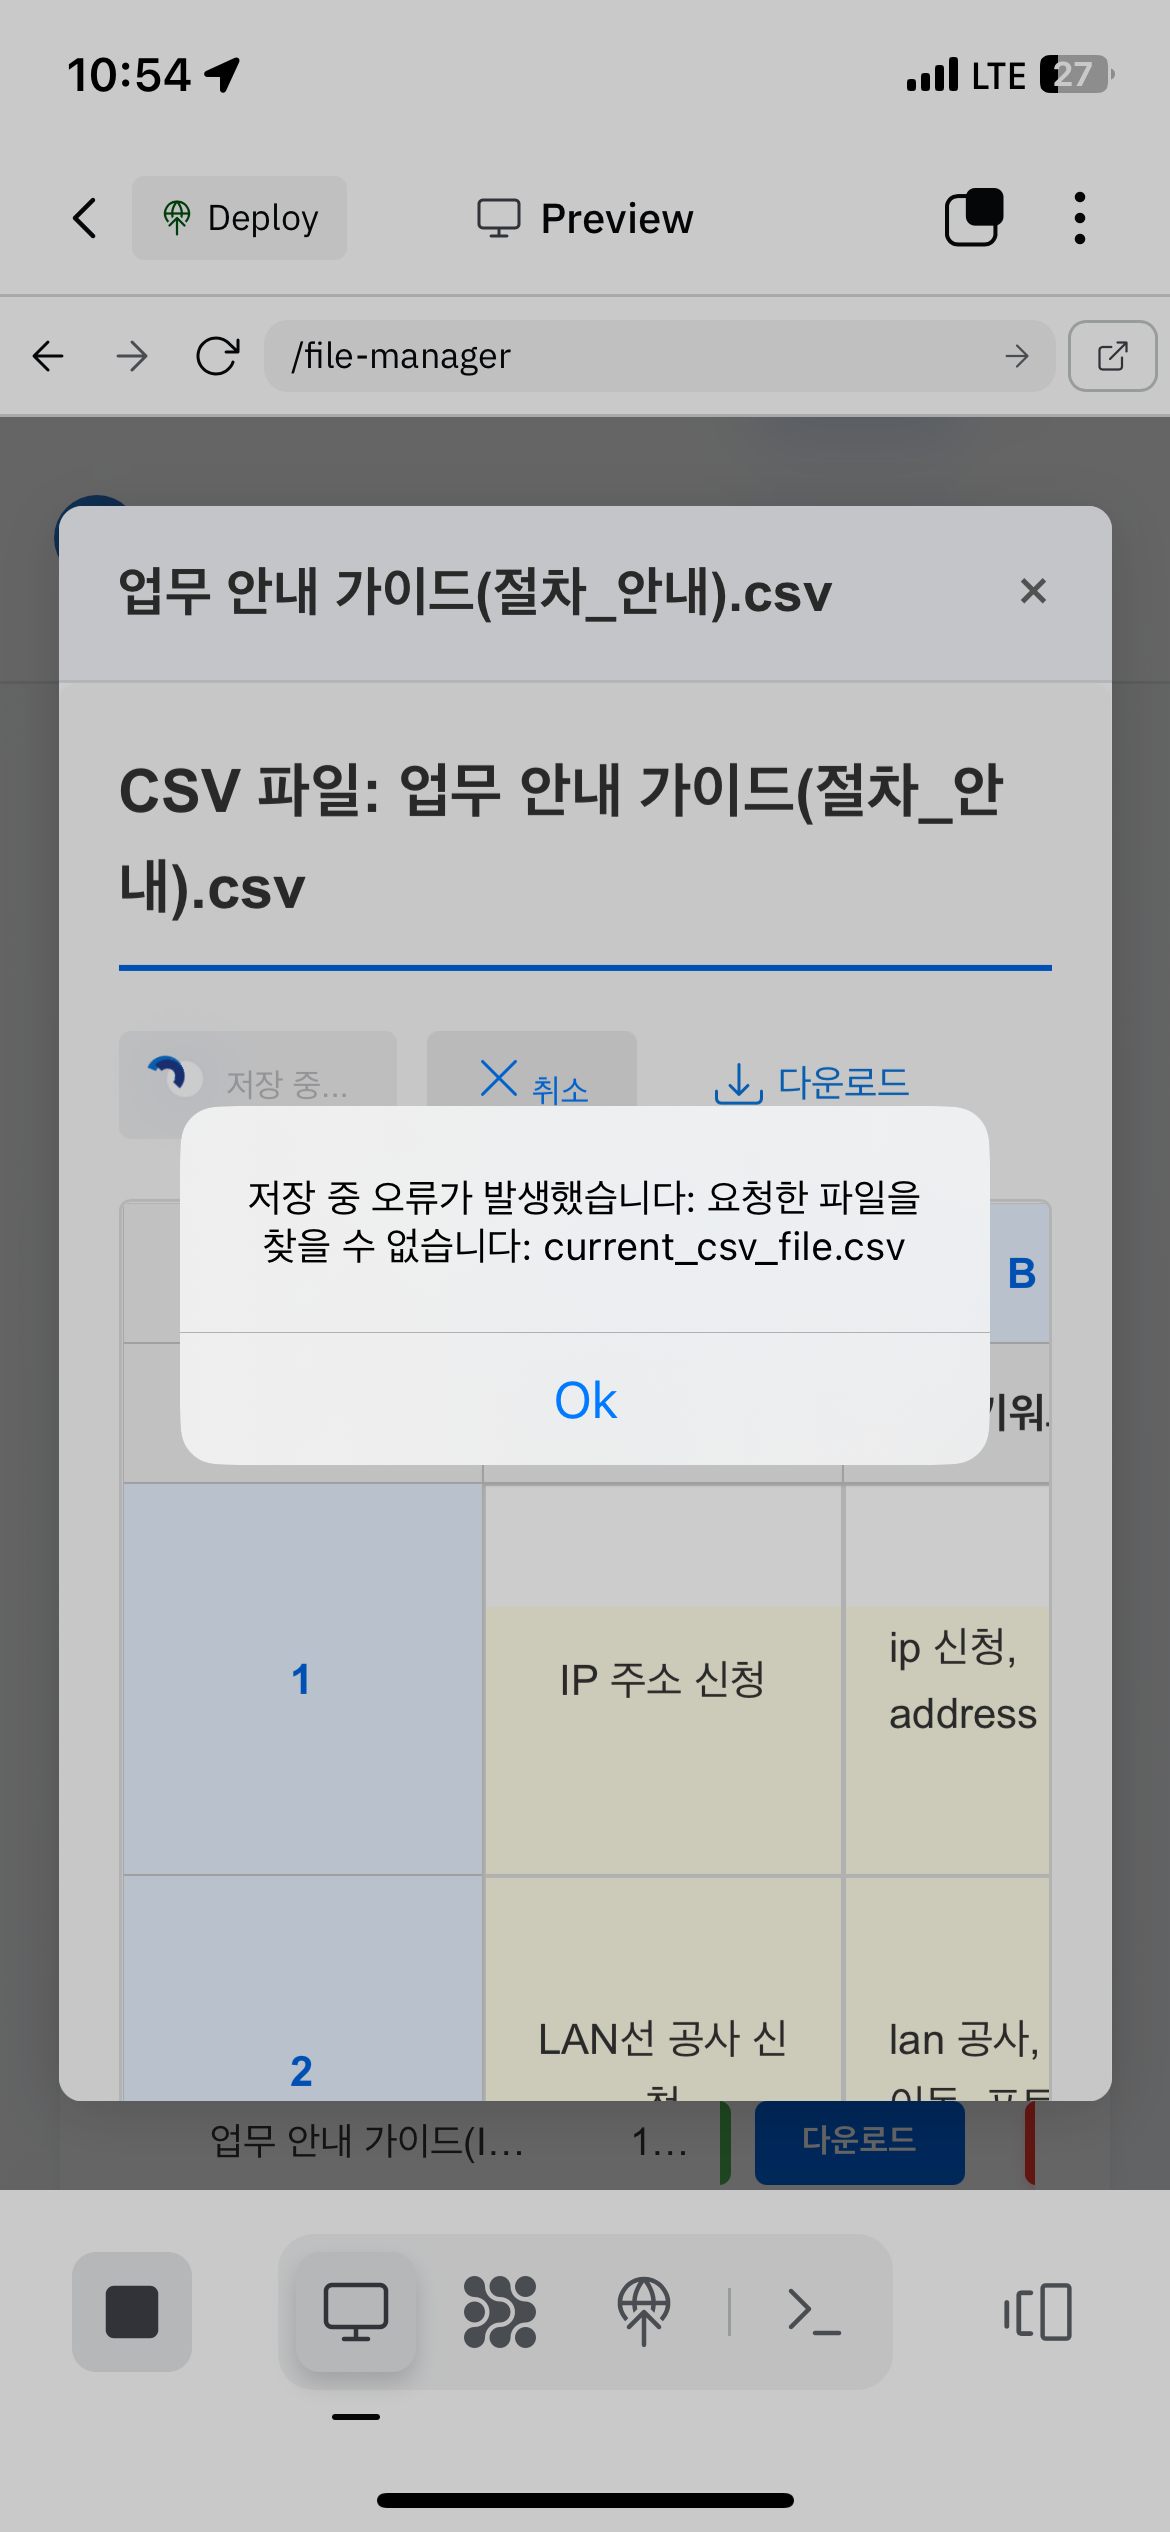 10:54
LTE 27
Deploy
Preview
/file-manager
업무 안내 가이드(절차_안내).csv
CSV 파일: 업무 안내 가이드(절차_안
내).csv
저장 중...
취소
다운로드
저장 중 오류가 발생했습니다: 요청한 파일을
찾을 수 없습니다: current_csv_file.csv
Ok
B
키워
1
IP 주소 신청
ip 신청,
address
2
LAN선 공사 신
청
lan 공사,
업무 안내 가이드(I...
1...
다운로드